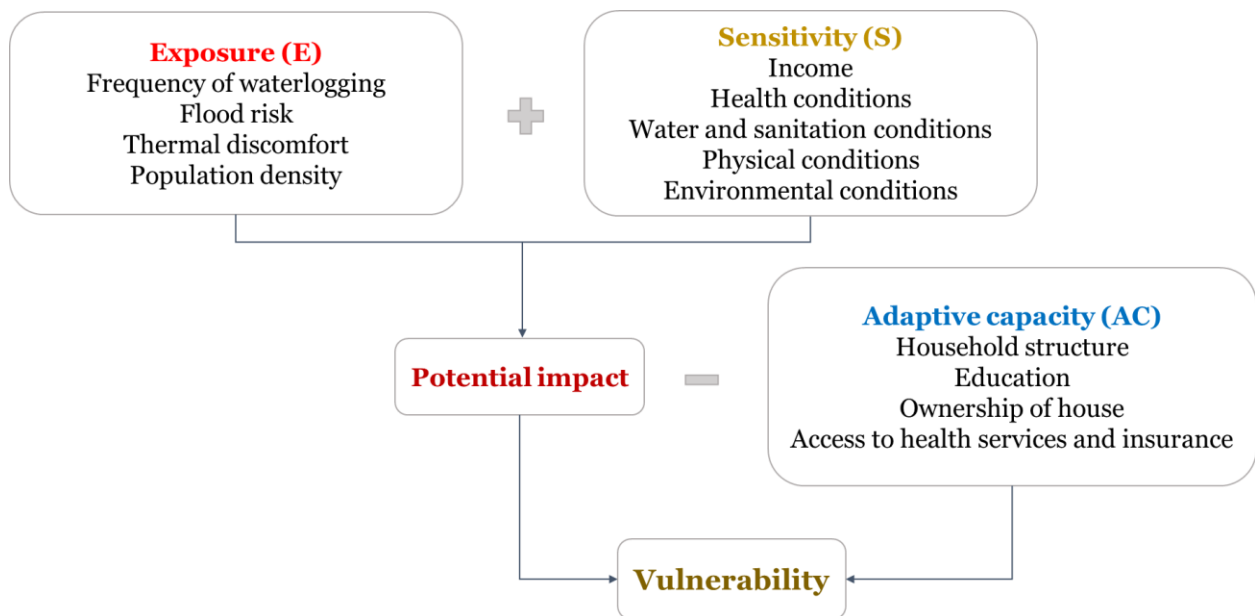 Exposure (E)
Frequency of waterlogging
Flood risk
Thermal discomfort
Population density
Sensitivity (S)
Income
Health conditions
Water and sanitation conditions
Physical conditions
Environmental conditions
Potential impact
Adaptive capacity (AC)
Household structure
Education
Ownership of house
Access to health services and insurance
Vulnerability